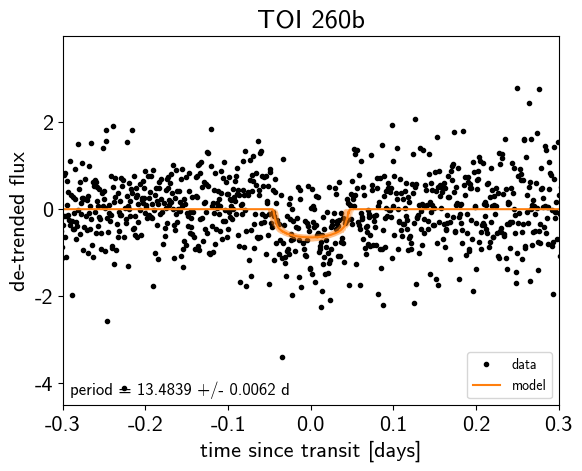 TOI 260b
de-trended flux
2
0
-2
-4
period = 13.4839 +/- 0.0062 d
data
model
-0.3
-0.2
-0.1
0.0
0.1
0.2
0.3
time since transit [days]